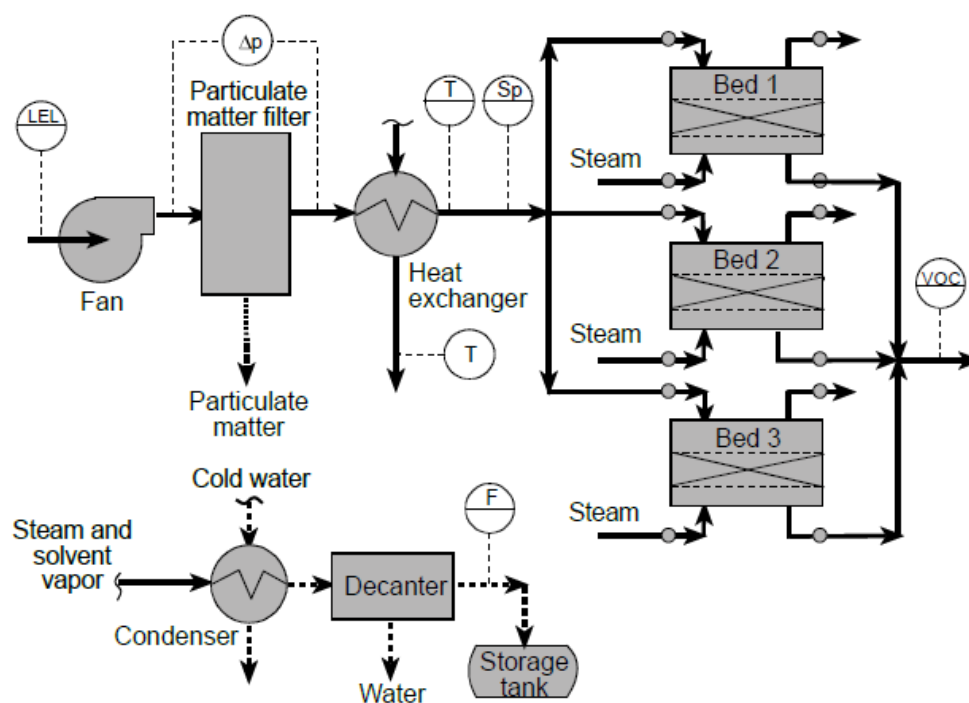 Δp
Particulate
matter filter
LEL
T
Sp
Bed 1
Steam
Fan
Heat
exchanger
Bed 2
VOC
T
Steam
Particulate
matter
Bed 3
Cold water
F
Steam
Steam and
solvent
vapor
Decanter
Condenser
Storage
tank
Water